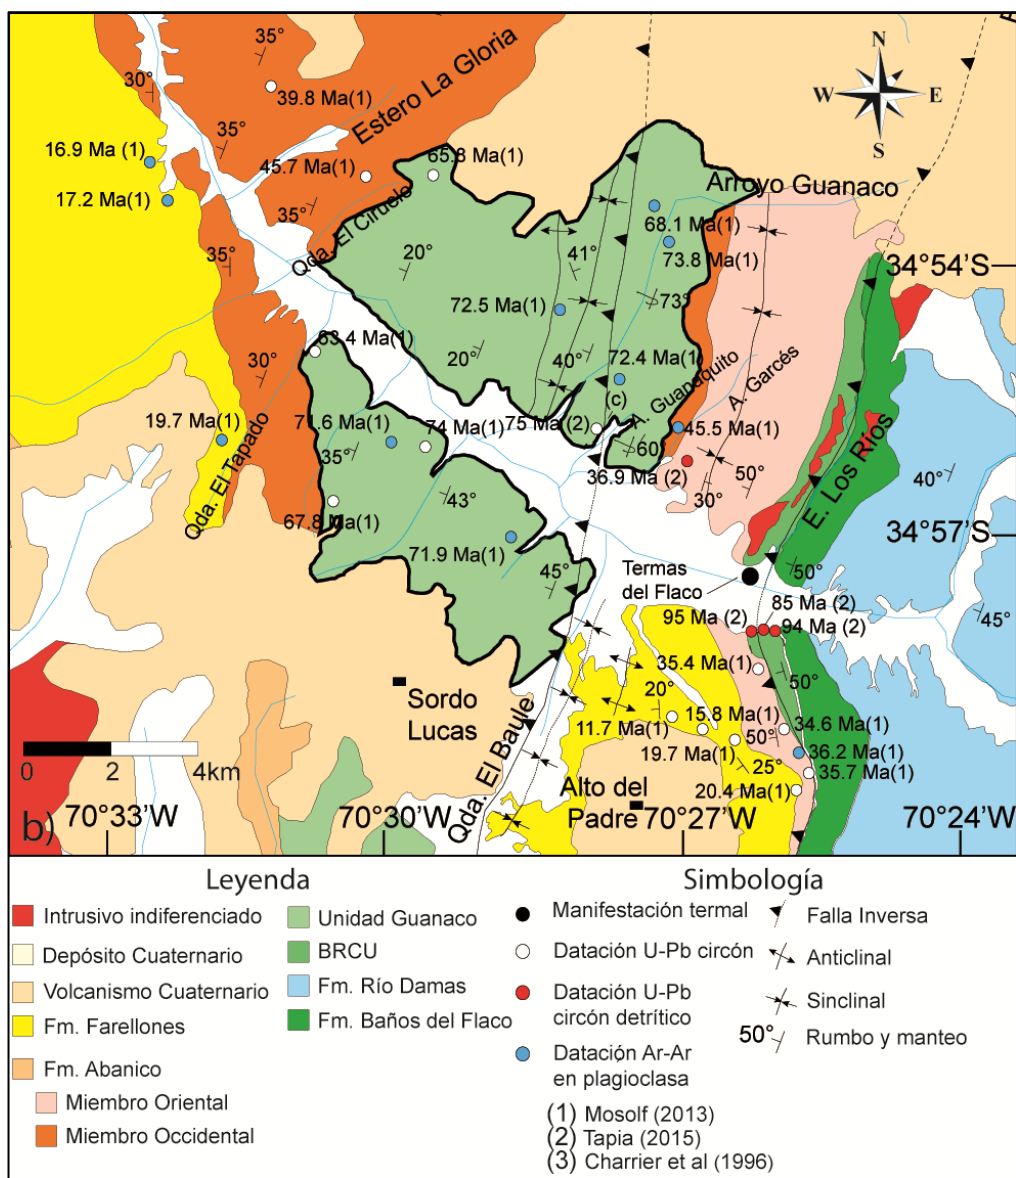 35°
30°
39.8 Ma(1)
Estero La Gloria
35°
16.9 Ma (1)
45.7 Ma(1)
65.8 Ma(1)
17.2 Ma(1)
35°
Qda. El Ciruelo
Arroyo Guanaco
N
W
E
S
68.1 Ma(1)
73.8 Ma(1)
34°54'S
35°
20°
41°
72.5 Ma(1)
73°
63.4 Ma(1)
20°
40°
72.4 Ma(1)
(c)
A. Guanaquito
A. Garcés
30°
19.7 Ma(1)
Qda. El Tapado
71.6 Ma(1)
74 Ma(1)
75 Ma (2)
60
45.5 Ma(1)
35°
36.9 Ma (2)
50°
30°
E. Los Ríos
40°
43°
67.8 Ma(1)
34°57'S
71.9 Ma(1)
45°
Termas
del Flaco
50°
85 Ma (2)
95 Ma (2)
94 Ma (2)
45°
35.4 Ma(1)
50°
Sordo
Lucas
20°
11.7 Ma(1)
15.8 Ma(1)
34.6 Ma(1)
19.7 Ma(1)
50°
36.2 Ma(1)
25°
35.7 Ma(1)
20.4 Ma(1)
Qda. El Baule
Alto del
Padre
0 2 4km
b)
70°33'W
70°30'W
70°27'W
70°24'W
Leyenda
Intrusivo indiferenciado
Depósito Cuaternario
Volcanismo Cuaternario
Fm. Farellones
Fm. Abanico
Miembro Oriental
Miembro Occidental
Unidad Guanaco
BRCU
Fm. Río Damas
Fm. Baños del Flaco
Simbología
Manifestación termal
Datación U-Pb circón
Datación U-Pb
circón detrítico
Datación Ar-Ar
en plagioclasa
(1) Mosolf (2013)
(2) Tapia (2015)
(3) Charrier et al (1996)
Falla Inversa
Anticlinal
Sinclinal
50°
Rumbo y manteo